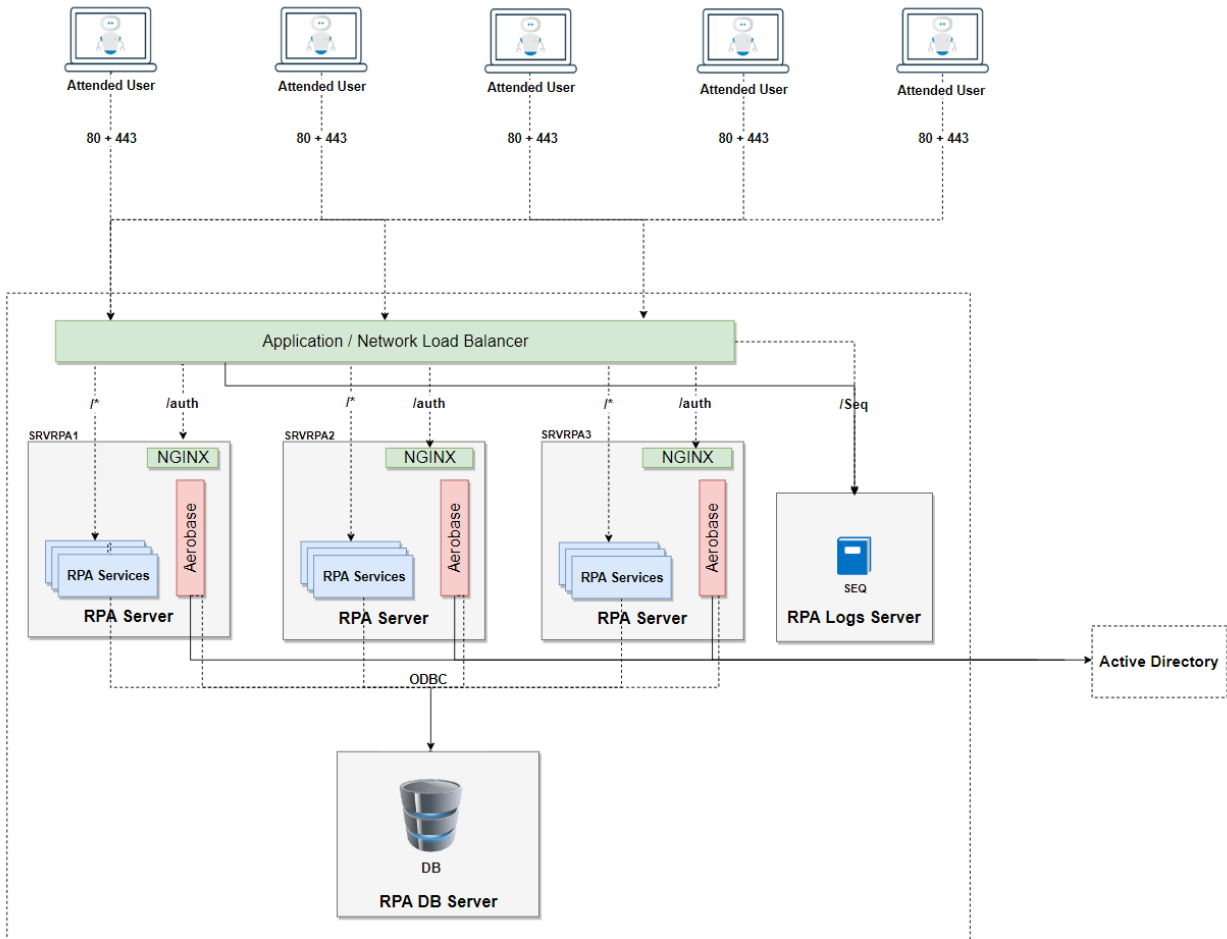 Attended User
Attended User
Attended User
Attended User
Attended User
80 + 443
80 + 443
80 + 443
80 + 443
80 + 443
Application / Network Load Balancer
/*
/auth
/*
/auth
/*
/auth
/Seq
SRVRPA1
NGINX
Aerobase
RPA Services
RPA Server
SRVRPA2
NGINX
Aerobase
RPA Services
RPA Server
SRVRPA3
NGINX
Aerobase
RPA Services
RPA Server
SEQ
RPA Logs Server
Active Directory
ODBC
DB
RPA DB Server